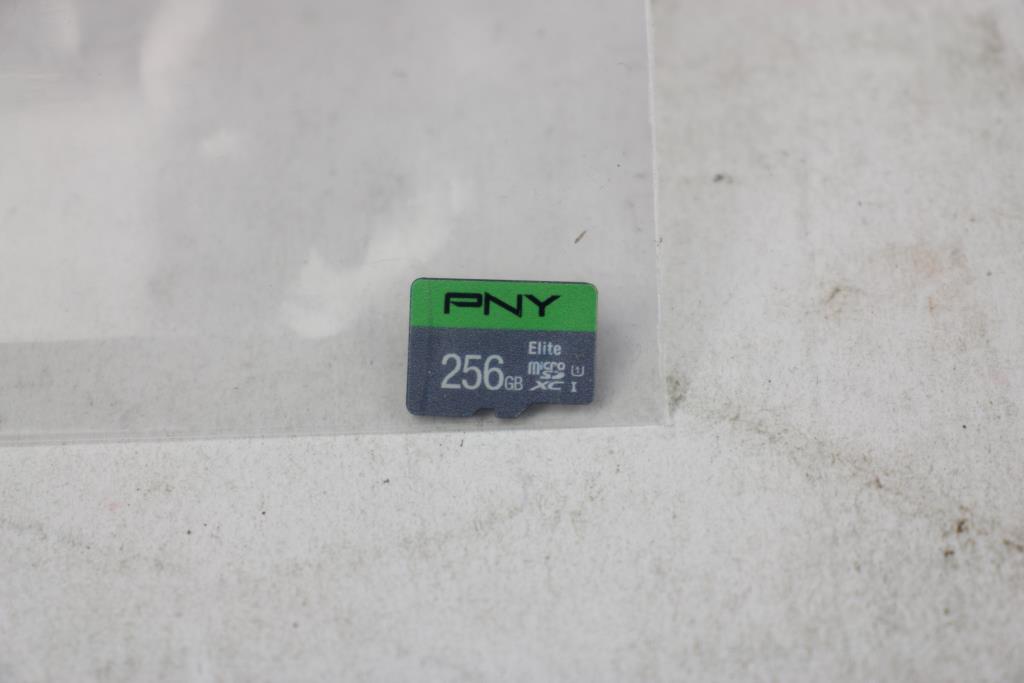 PNY
Elite
256GB
micro
SD
XC I
1